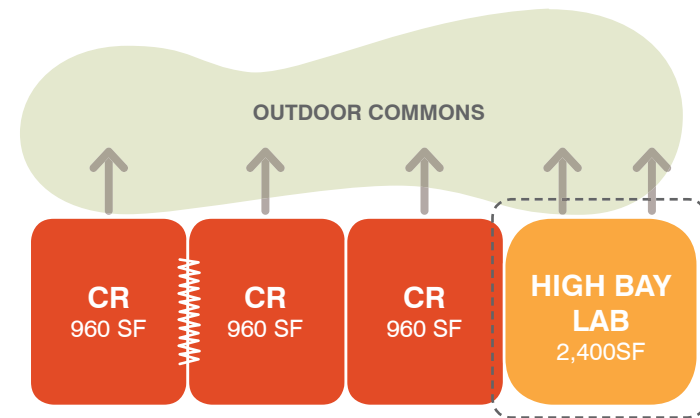 OUTDOOR COMMONS
CR
960 SF
CR
960 SF
CR
960 SF
HIGH BAY
LAB
2,400SF